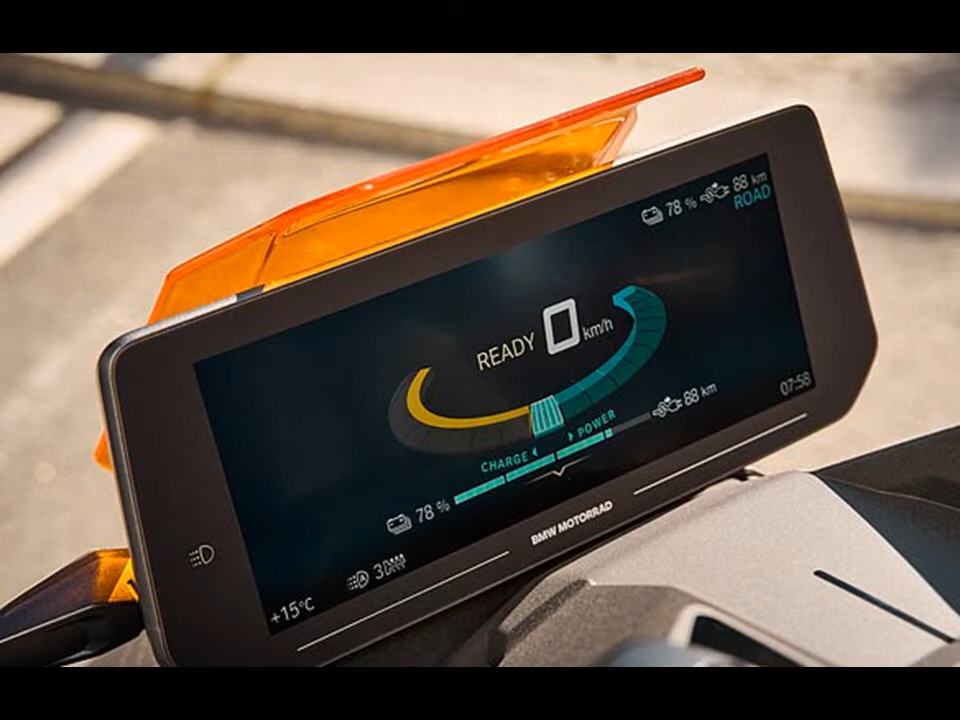 78 % 88 km
ROAD
READY 0 km/h
CHARGE POWER
78 % 88 km
07:58
3
+15°C
BMW MOTORRAD